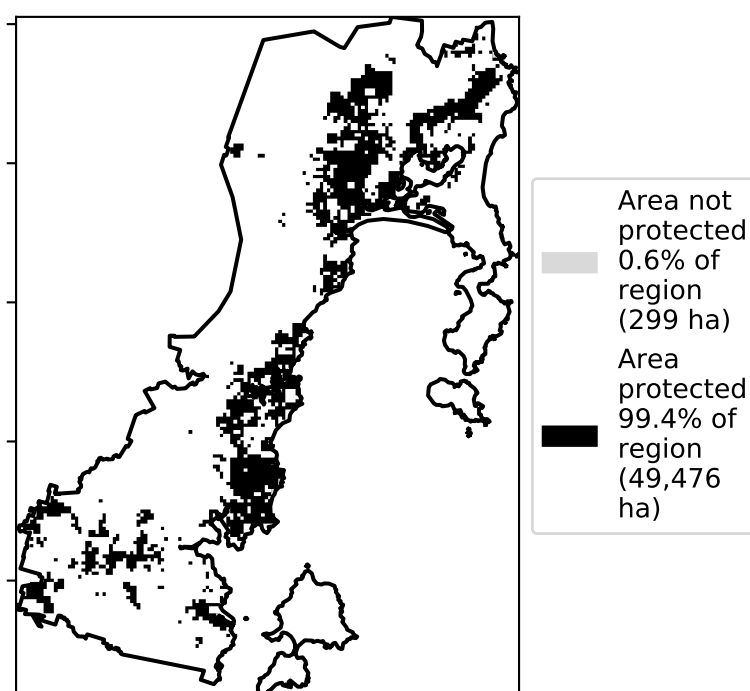 Area not
protected
0.6% of
region
(299 ha)
Area
protected
99.4% of
region
(49,476
ha)